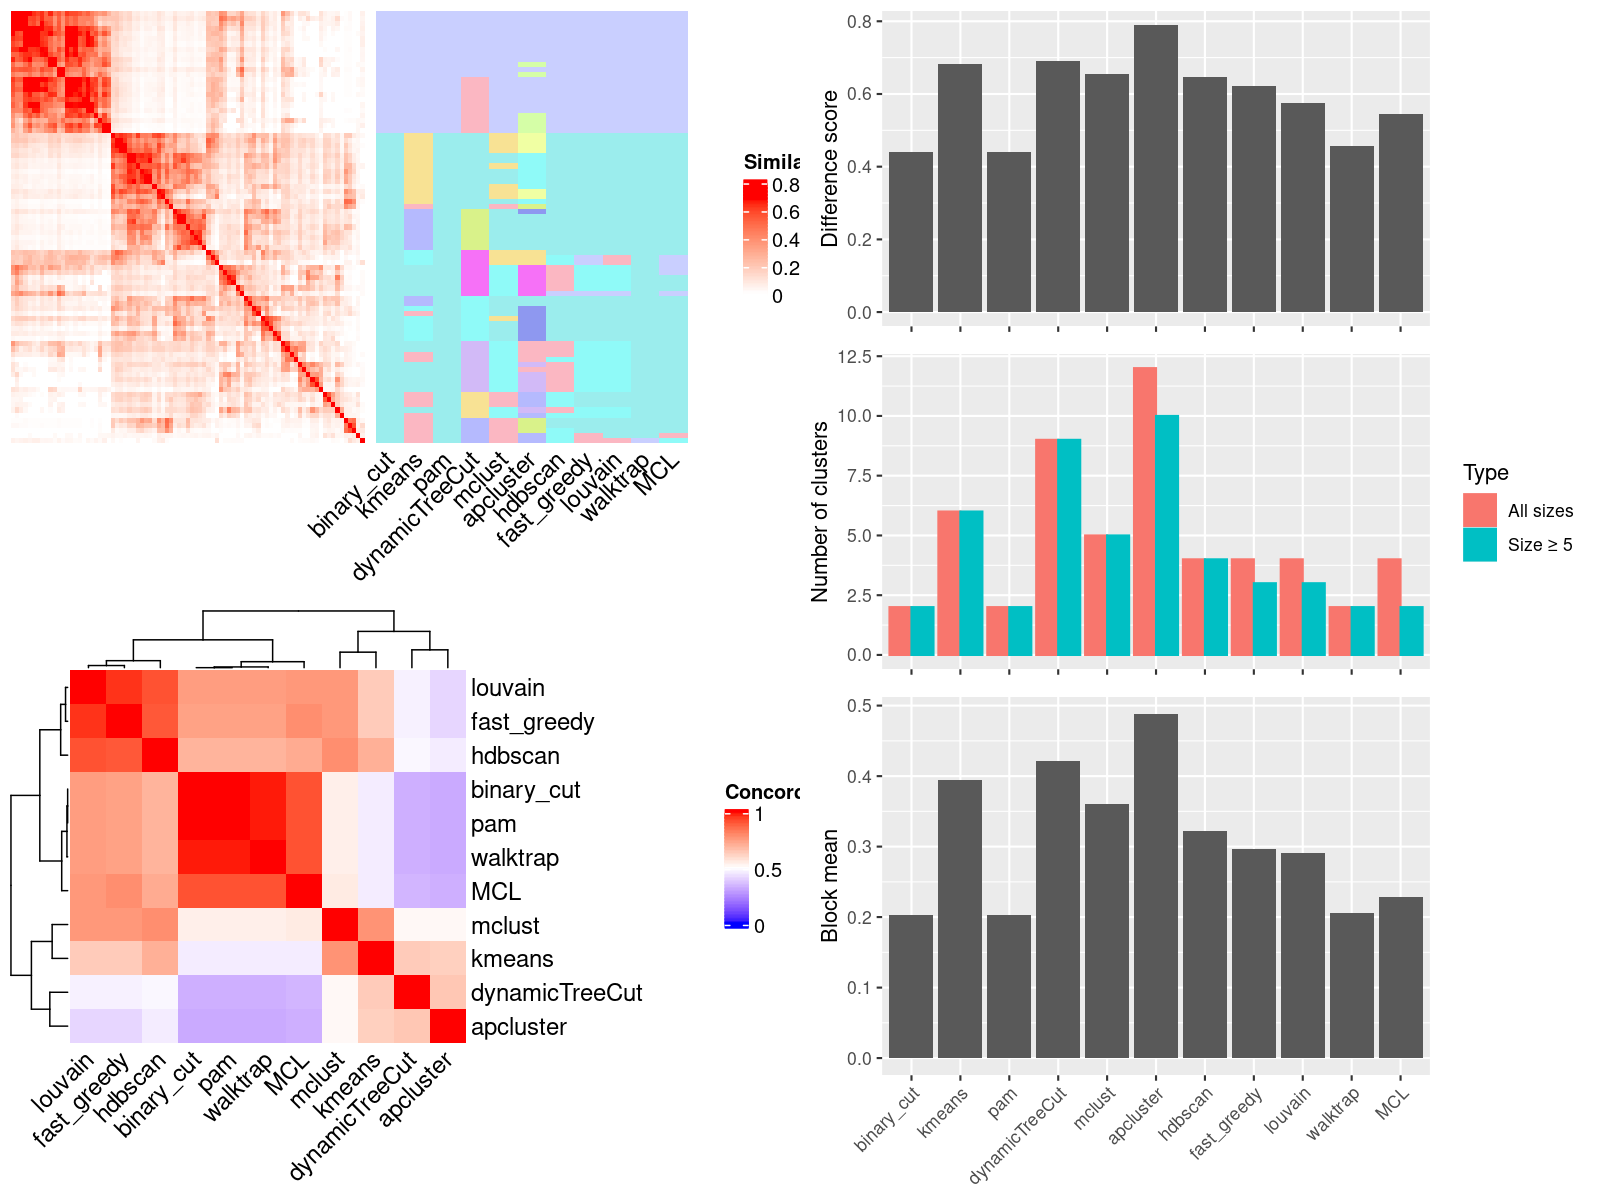 Simila
0.8
0.6
0.4
0.2
0
binary_cut
kmeans
pam
dynamicTreeCut
mclust
apcluster
hdbscan
fast_greedy
louvain
walktrap
MCL
louvain
fast_greedy
hdbscan
binary_cut
pam
walktrap
MCL
mclust
kmeans
dynamicTreeCut
apcluster
louvain
fast_greedy
hdbscan
binary_cut
pam
walktrap
MCL
mclust
kmeans
dynamicTreeCut
apcluster
Concord
1
0.5
0
Difference score
0.8
0.6
0.4
0.2
0.0
Number of clusters
12.5
10.0
7.5
5.0
2.5
0.0
Type
All sizes
Size ≥ 5
Block mean
0.5
0.4
0.3
0.2
0.1
0.0
binary_cut
kmeans
pam
dynamicTreeCut
mclust
apcluster
hdbscan
fast_greedy
louvain
walktrap
MCL